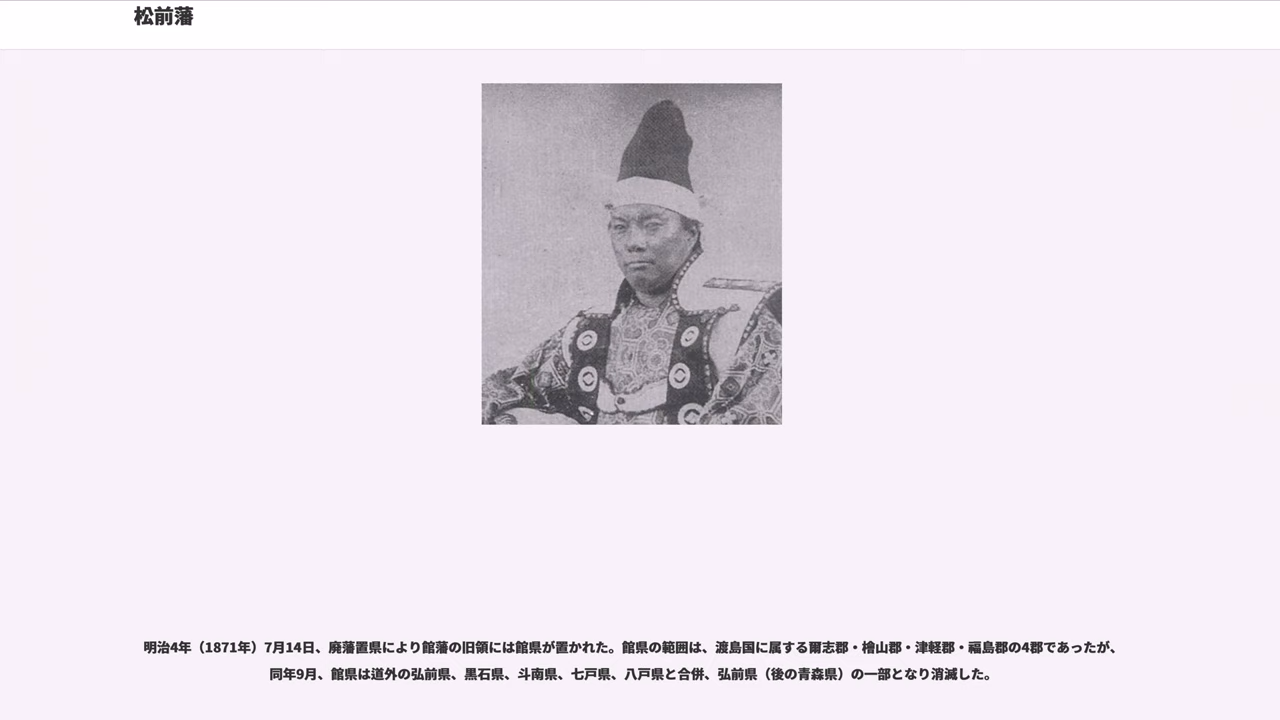 松前藩
明治4年（1871年）7月14日、廃藩置県により館藩の旧領には館県が置かれた。館県の範囲は、渡島国に属する爾志郡・檜山郡・津軽郡・福島郡の4郡であったが、
同年9月、館県は道外の弘前県、黒石県、斗南県、七戸県、八戸県と合併、弘前県（後の青森県）の一部となり消滅した。